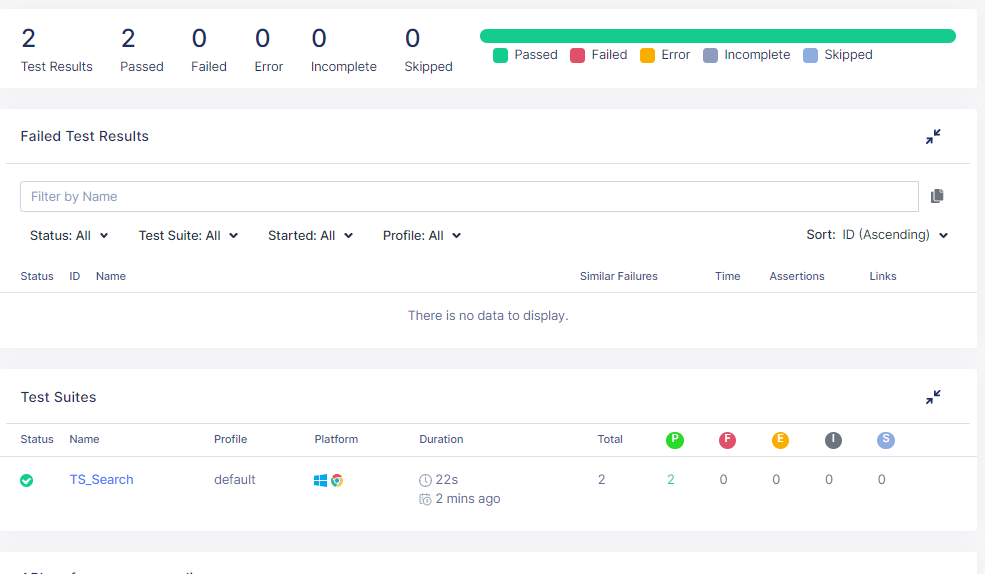 2 2 0 0 0 0
Test Results Passed Failed Error Incomplete Skipped
Passed Failed Error Incomplete Skipped
Failed Test Results
Filter by Name
Status: All Test Suite: All Started: All Profile: All Sort: ID (Ascending)
Status ID Name Similar Failures Time Assertions Links
There is no data to display.
Test Suites
Status Name Profile Platform Duration Total P F E I S
TS_Search default 22s 2 2 0 0 0 0
2 mins ago